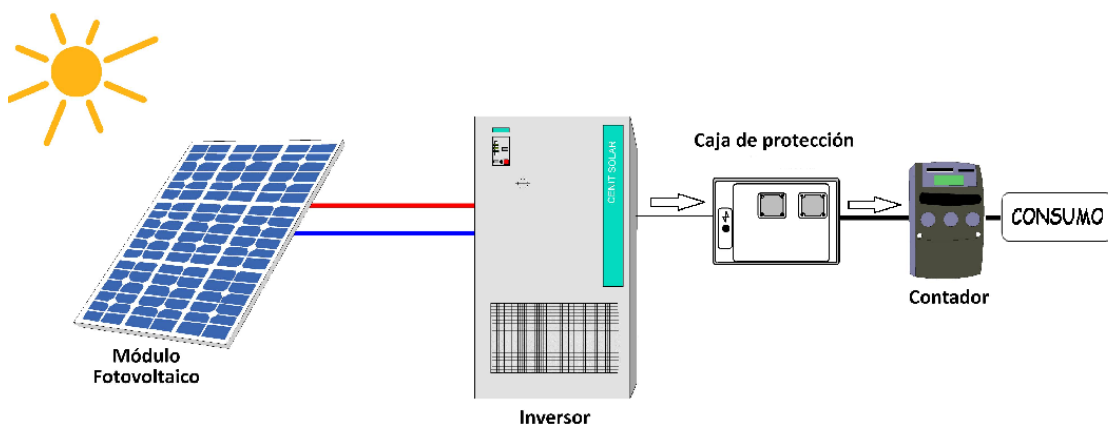 Caja de protección
CENIT SOLAR
CONSUMO
Contador
Módulo
Fotovoltaico
Inversor